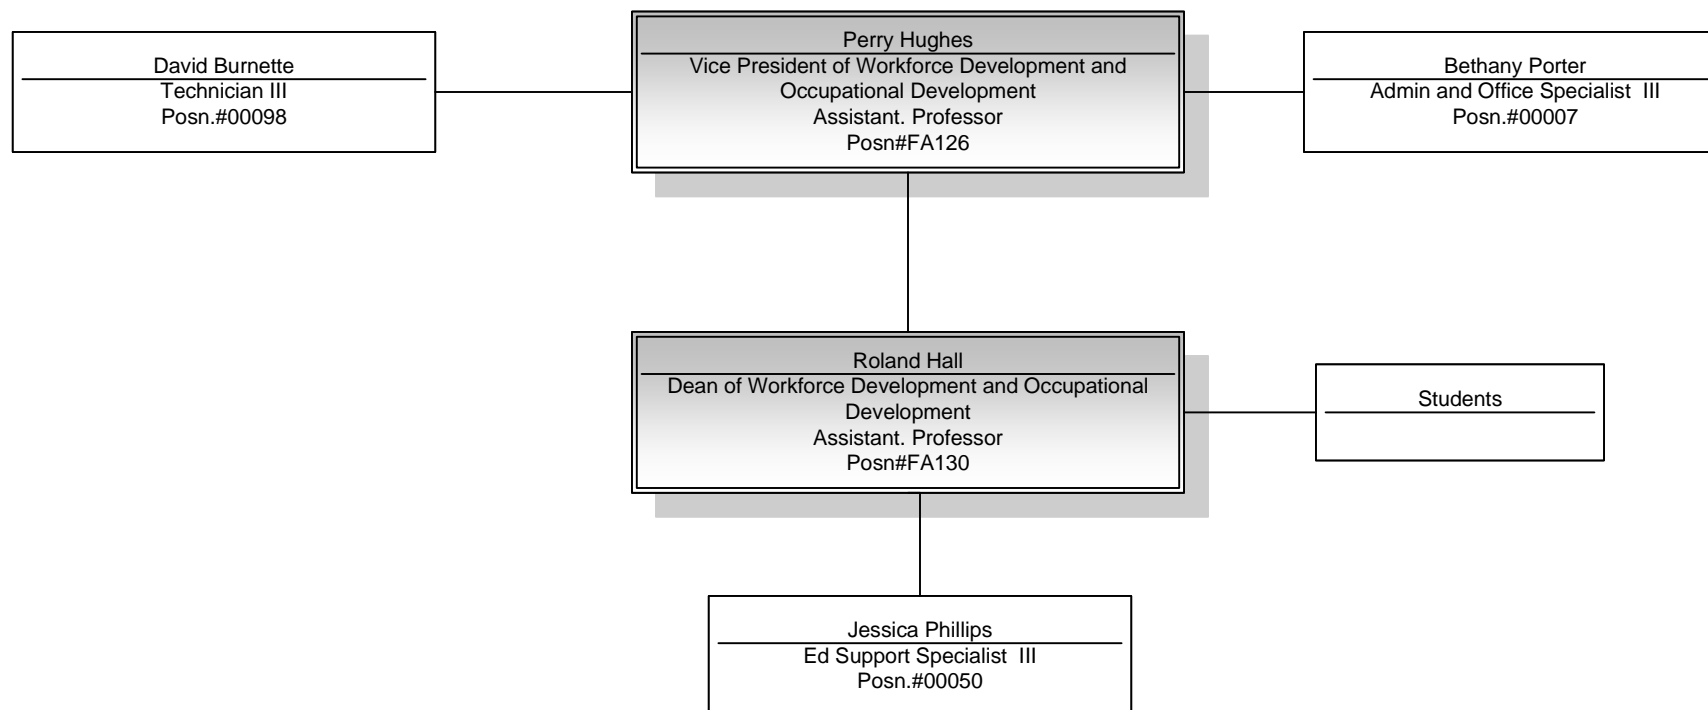 David Burnette
Technician III
Posn.#00098
Perry Hughes
Vice President of Workforce Development and
Occupational Development
Assistant. Professor
Posn#FA126
Bethany Porter
Admin and Office Specialist  III
Posn.#00007
Roland Hall
Dean of Workforce Development and Occupational
Development
Assistant. Professor
Posn#FA130
Students
Jessica Phillips
Ed Support Specialist  III
Posn.#00050